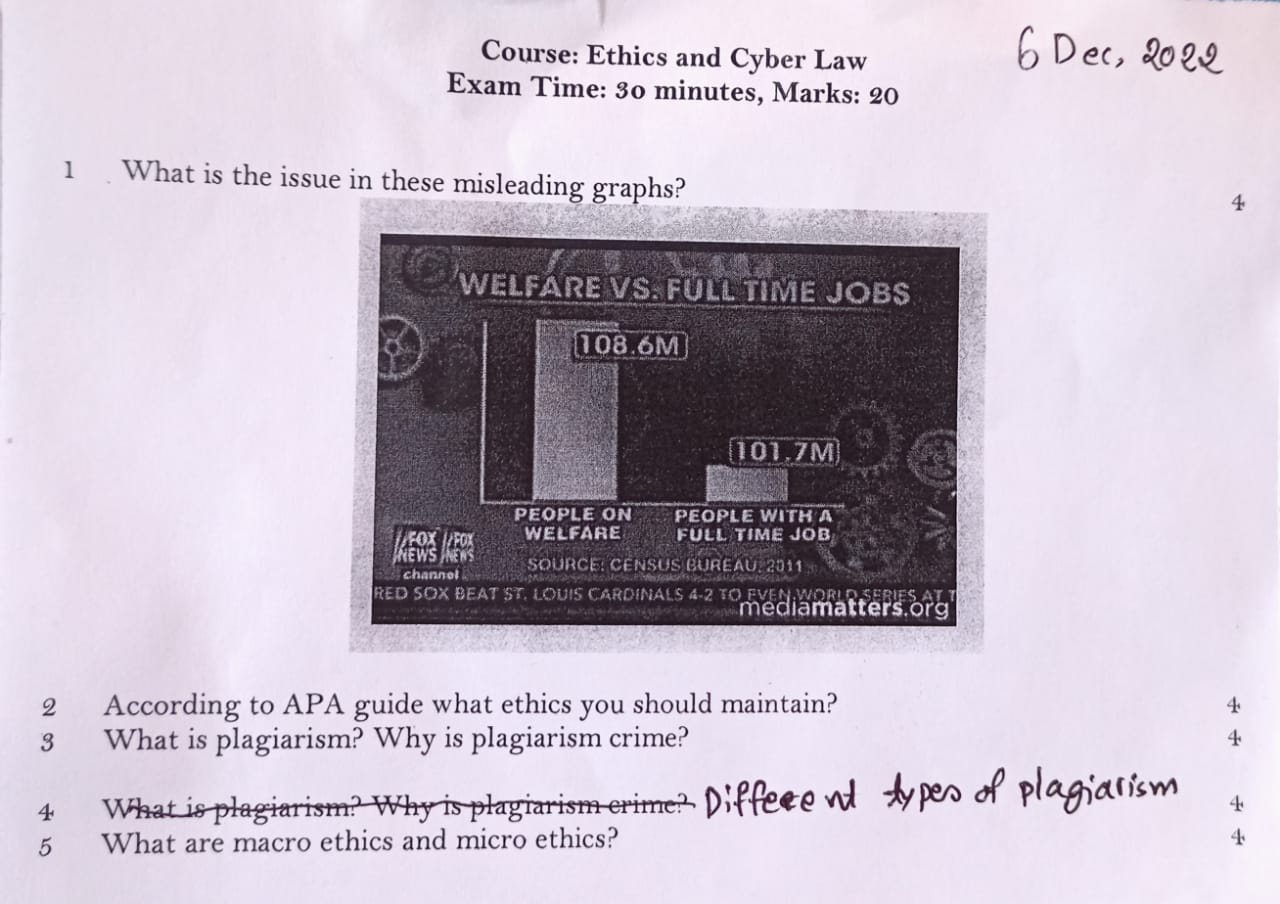 6 Dec, 2022
Course: Ethics and Cyber Law
Exam Time: 30 minutes, Marks: 20
1 What is the issue in these misleading graphs? 4
WELFARE VS. FULL TIME JOBS
108.6M
101.7M
PEOPLE ON WELFARE
PEOPLE WITH A FULL TIME JOB
FOX NEWS channel
FOX NEWS
SOURCE: CENSUS BUREAU, 2011
RED SOX BEAT ST. LOUIS CARDINALS 4-2 TO EVEN WORLD SERIES AT T
mediamatters.org
2 According to APA guide what ethics you should maintain? 4
3 What is plagiarism? Why is plagiarism crime? 4
4 What is plagiarism? Why is plagiarism crime? Different types of plagiarism 4
5 What are macro ethics and micro ethics? 4